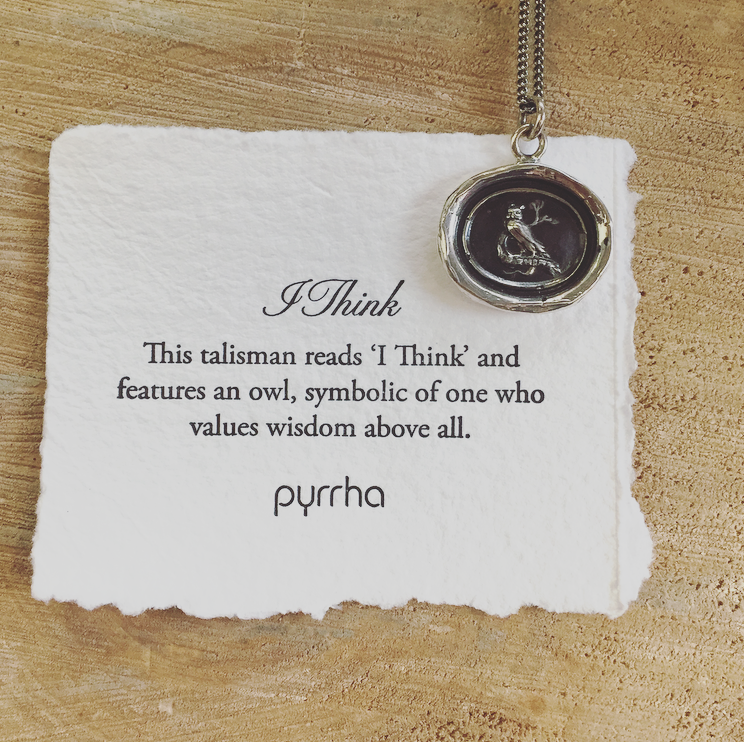 I Think
This talisman reads ‘I Think’ and
features an owl, symbolic of one who
values wisdom above all.
pyrrha